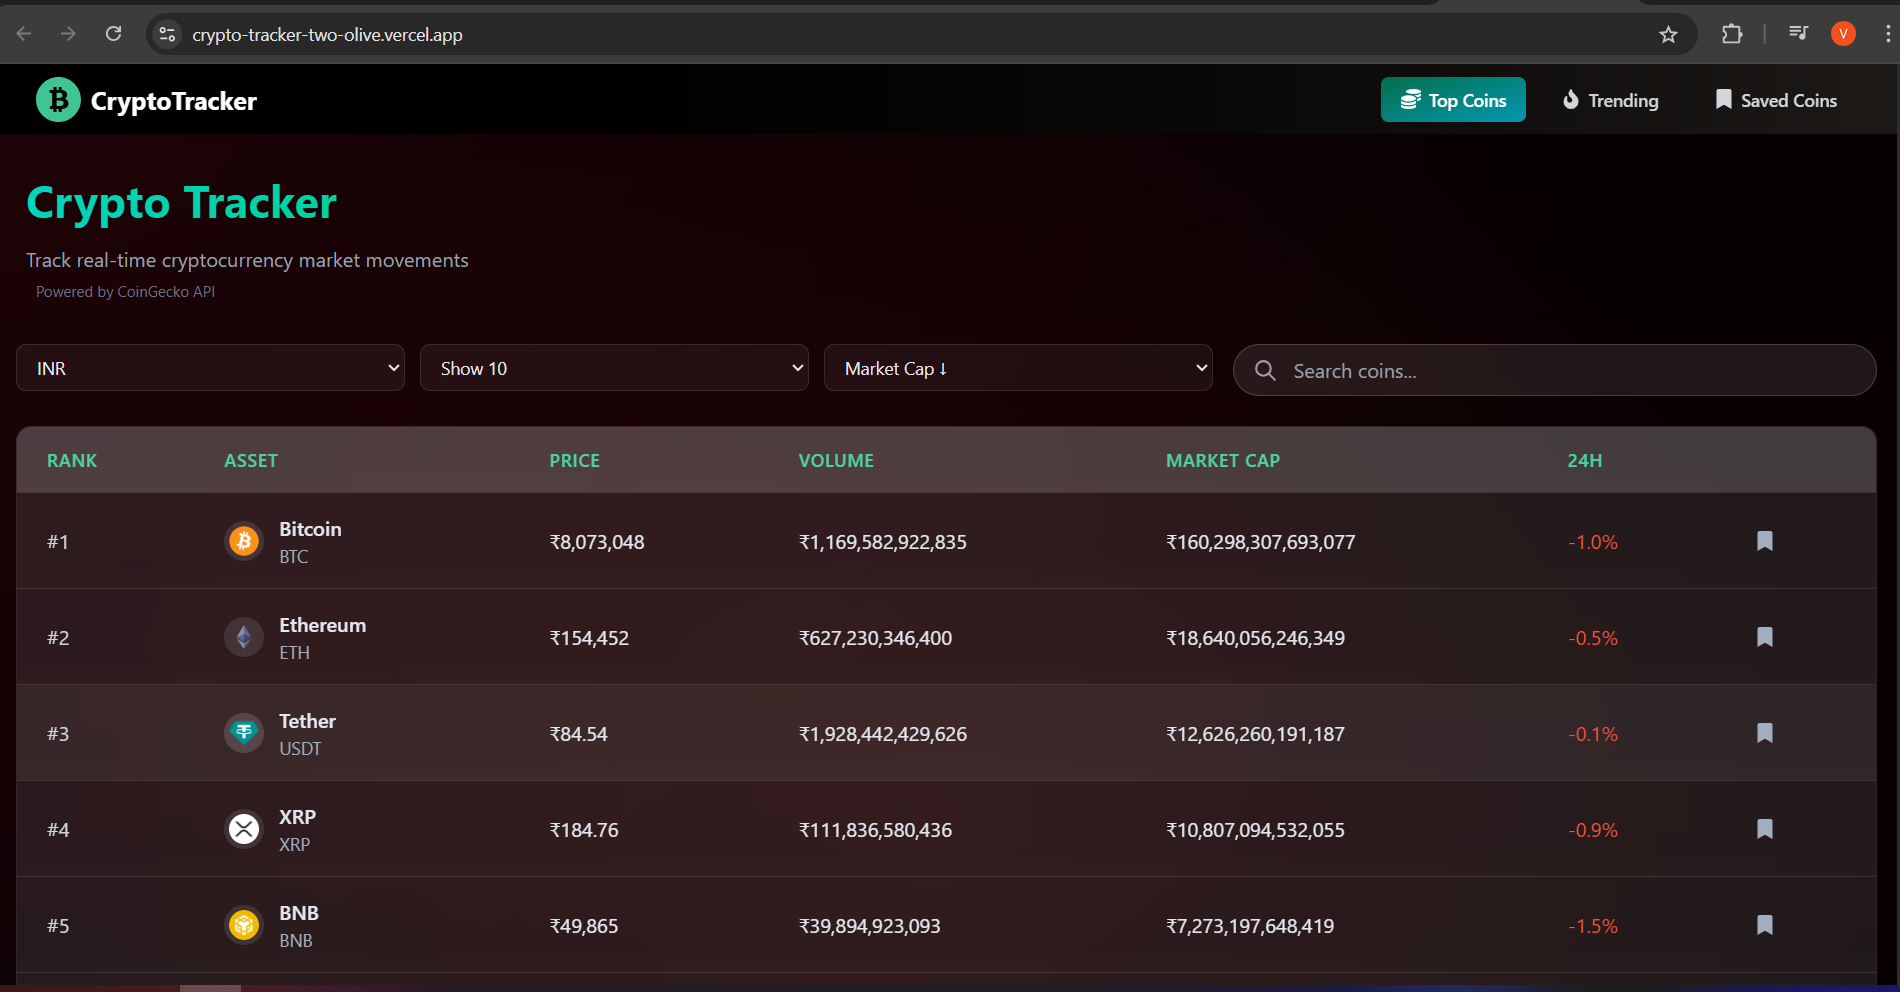 crypto-tracker-two-olive.vercel.app
V
CryptoTracker
Top Coins
Trending
Saved Coins
Crypto Tracker
Track real-time cryptocurrency market movements
Powered by CoinGecko API
INR
Show 10
Market Cap ↓
Search coins...
RANK ASSET PRICE VOLUME MARKET CAP 24H
#1 Bitcoin ₹8,073,048 ₹1,169,582,922,835 ₹160,298,307,693,077 -1.0%
BTC
#2 Ethereum ₹154,452 ₹627,230,346,400 ₹18,640,056,246,349 -0.5%
ETH
#3 Tether ₹84.54 ₹1,928,442,429,626 ₹12,626,260,191,187 -0.1%
USDT
#4 XRP ₹184.76 ₹111,836,580,436 ₹10,807,094,532,055 -0.9%
XRP
#5 BNB ₹49,865 ₹39,894,923,093 ₹7,273,197,648,419 -1.5%
BNB